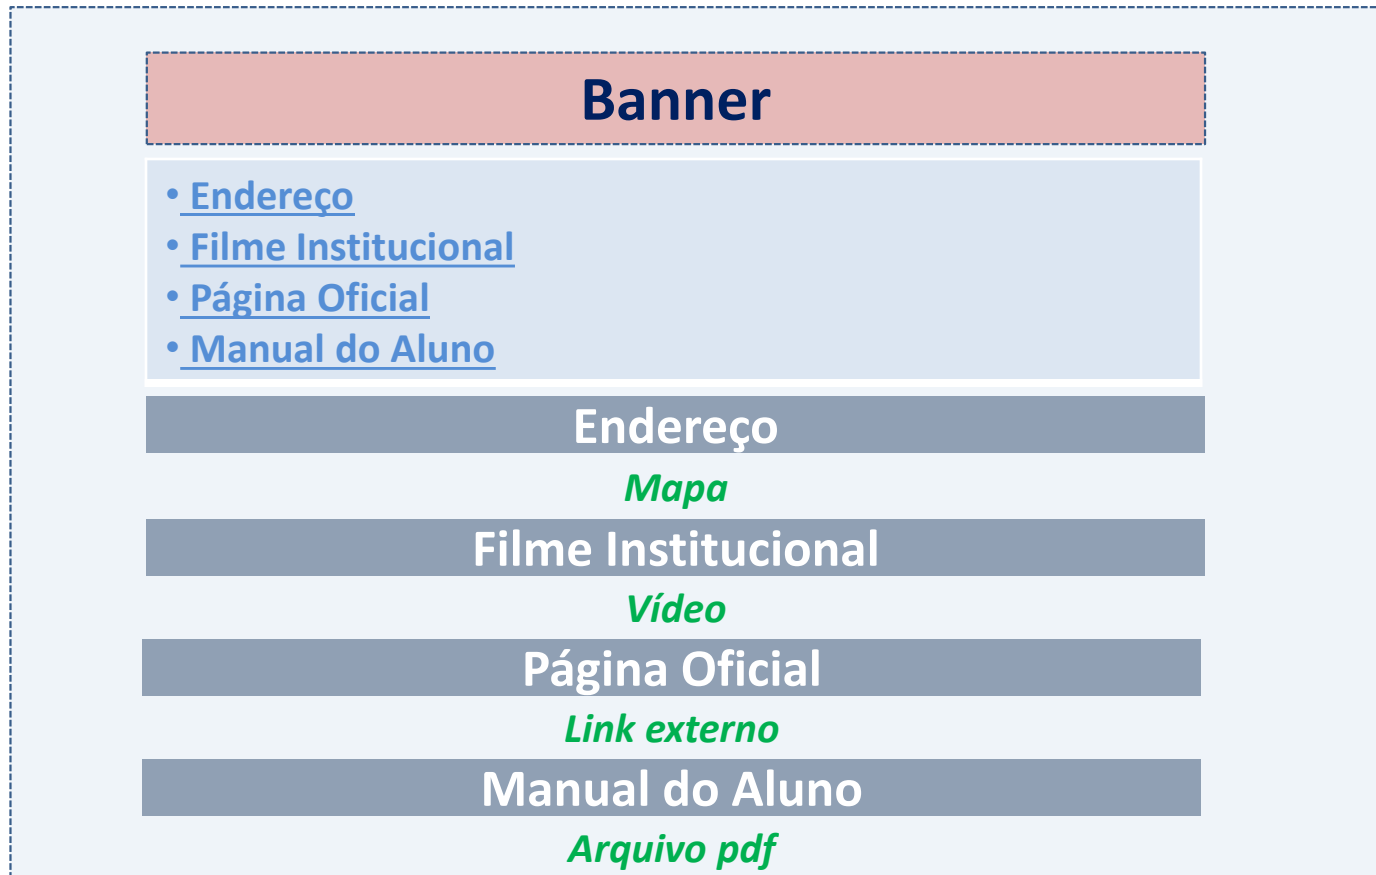 Banner
• Endereço
• Filme Institucional
• Página Oficial
• Manual do Aluno
Endereço
Mapa
Filme Institucional
Vídeo
Página Oficial
Link externo
Manual do Aluno
Arquivo pdf